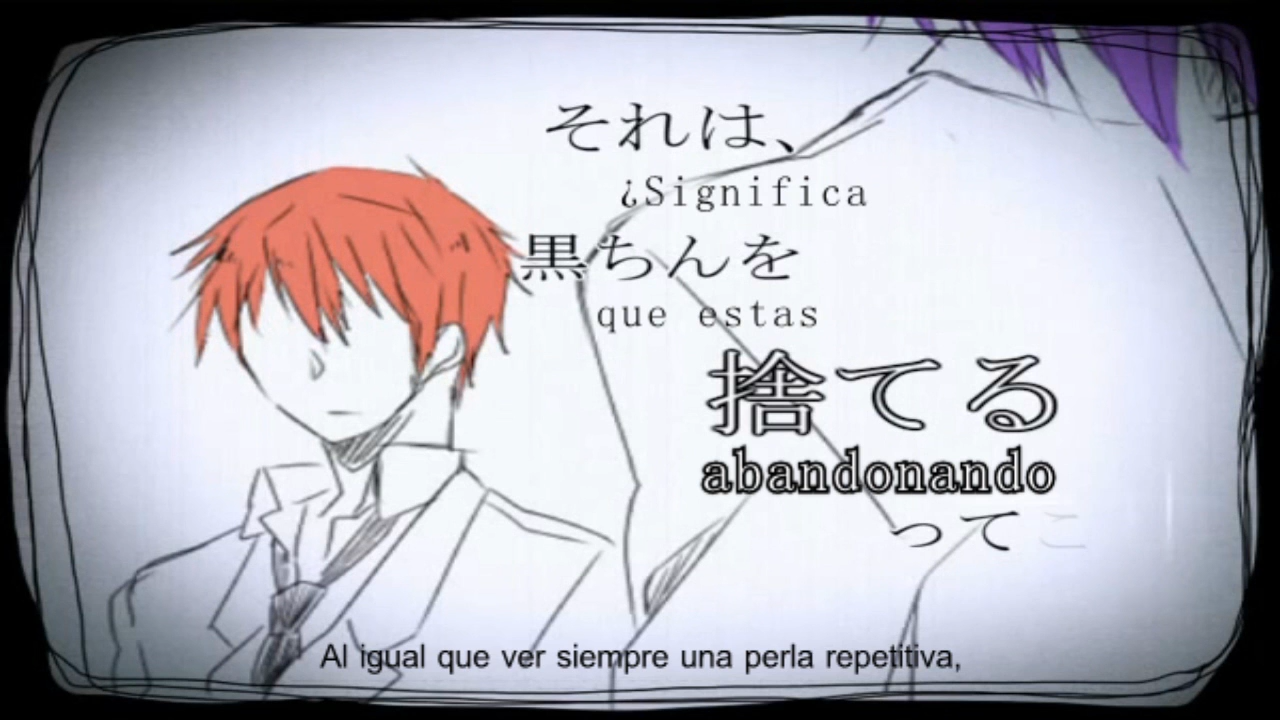 それは、
¿Significa
黒ちんを
que estas
捨てる
abandonando
ってこ
Al igual que ver siempre una perla repetitiva,